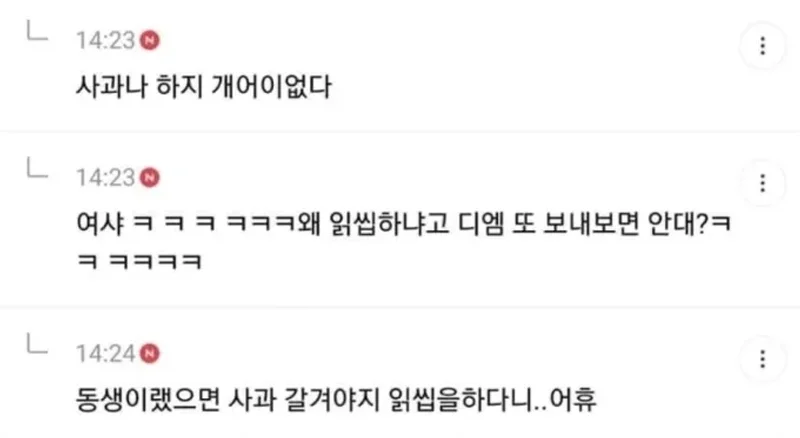 14:23 N
사과나 하지 개어이없다
14:23 N
여샤 ㅋ ㅋ ㅋ ㅋㅋㅋ왜 읽씹하냐고 디엠 또 보내보면 안대?ㅋ
ㅋ ㅋㅋㅋㅋ
14:24 N
동생이랬으면 사과 갈겨야지 읽씹을하다니..어휴